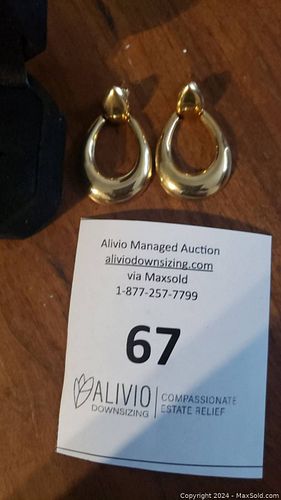 Alivio Managed Auction
aliviodownsizing.com
via Maxsold
1-877-257-7799
67
ALIVIO
DOWNSIZING
COMPASSIONATE
ESTATE RELIEF
Copyright 2024 - MaxSold.com